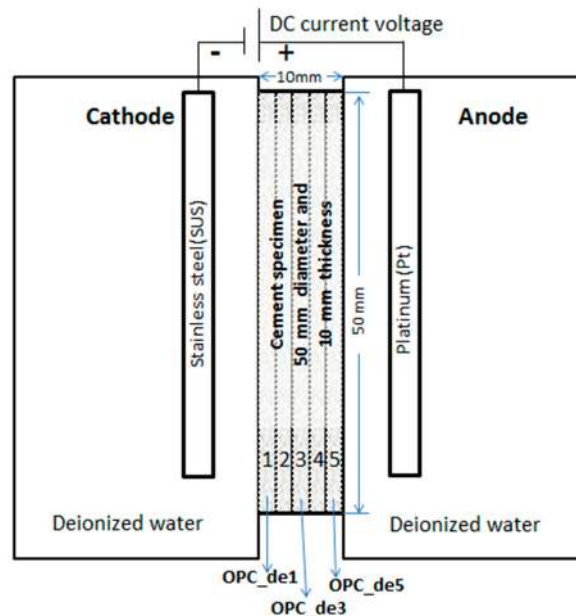 DC current voltage
-
+
10mm
Cathode
Anode
Stainless steel(SUS)
Cement specimen
50 mm diameter and
10 mm thickness
50 mm
Platinum (Pt)
1 2 3 4 5
Deionized water
Deionized water
OPC_de1
OPC_de5
OPC_de3